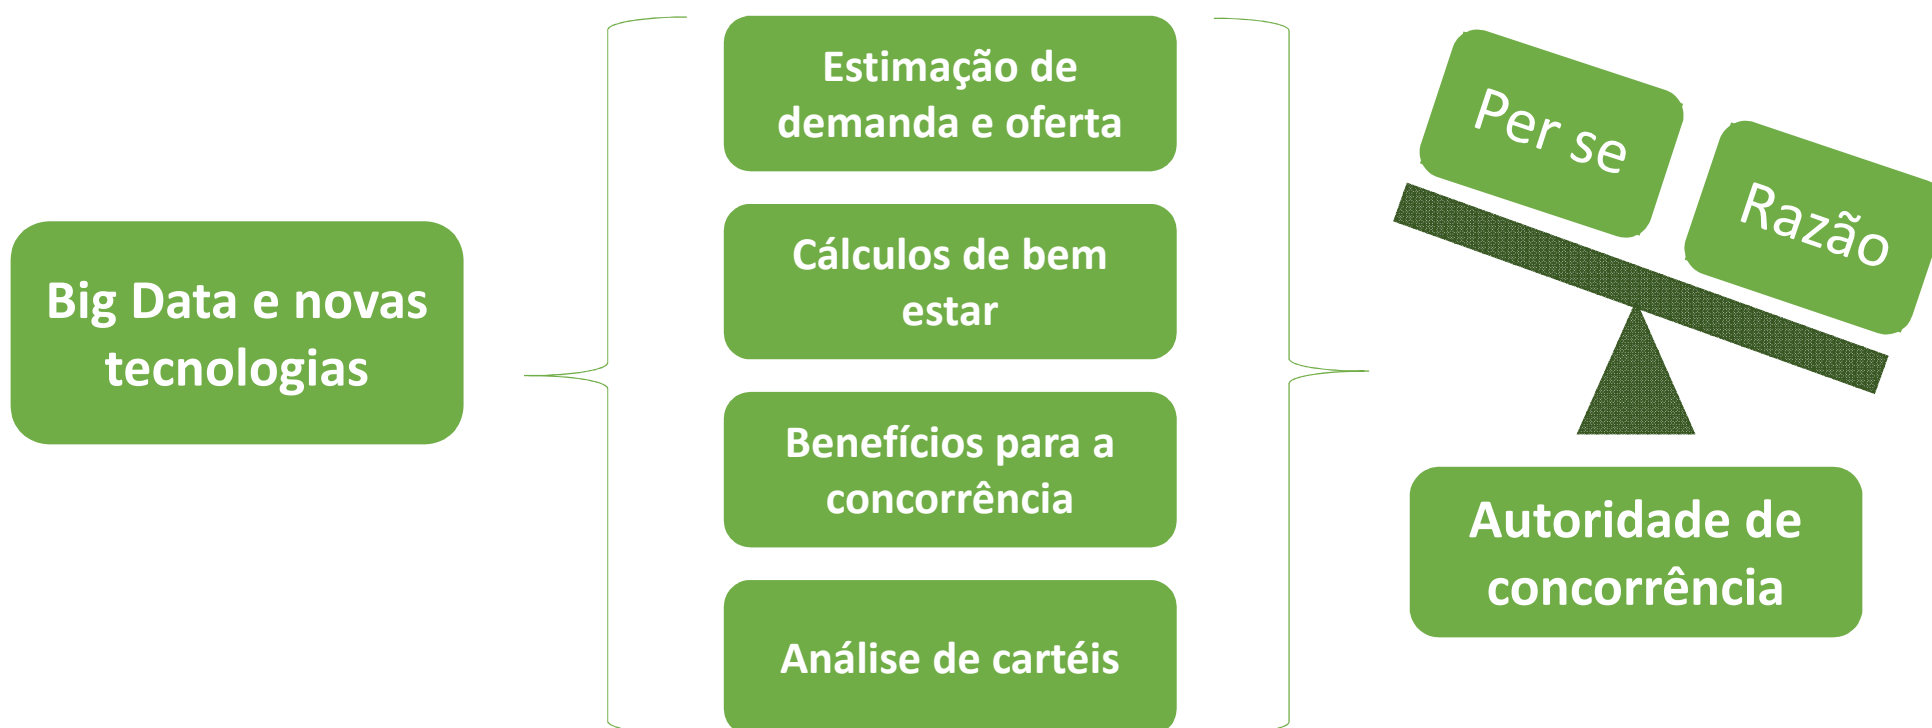 Big Data e novas
tecnologias
Estimação de
demanda e oferta
Cálculos de bem
estar
Benefícios para a
concorrência
Análise de cartéis
Per se
Razão
Autoridade de
concorrência